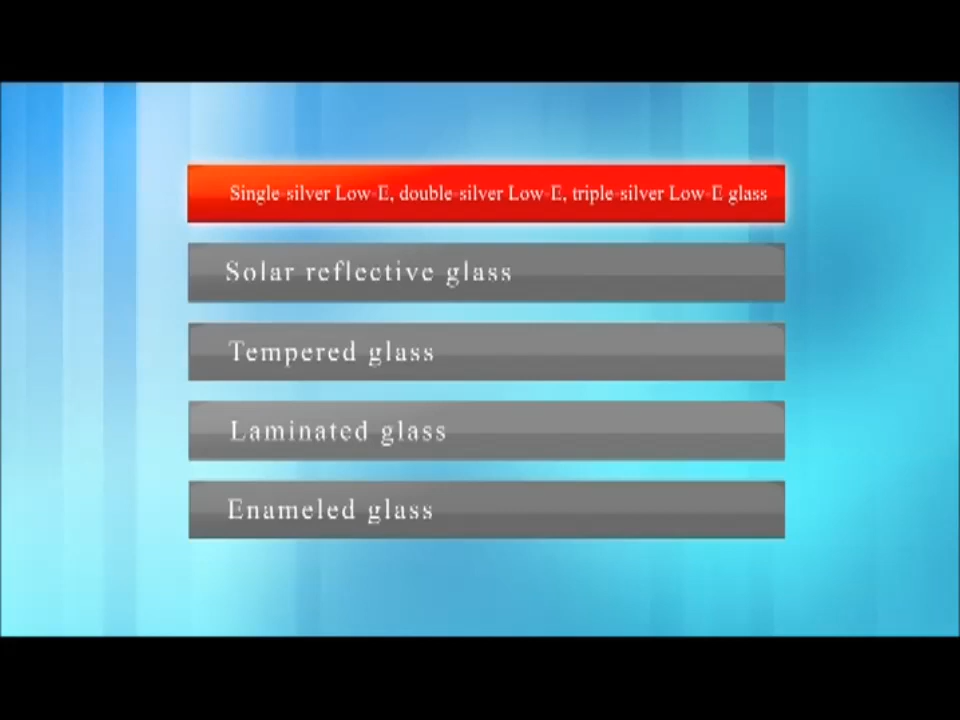 Single-silver Low-E, double-silver Low-E, triple-silver Low-E glass
Solar reflective glass
Tempered glass
Laminated glass
Enameled glass